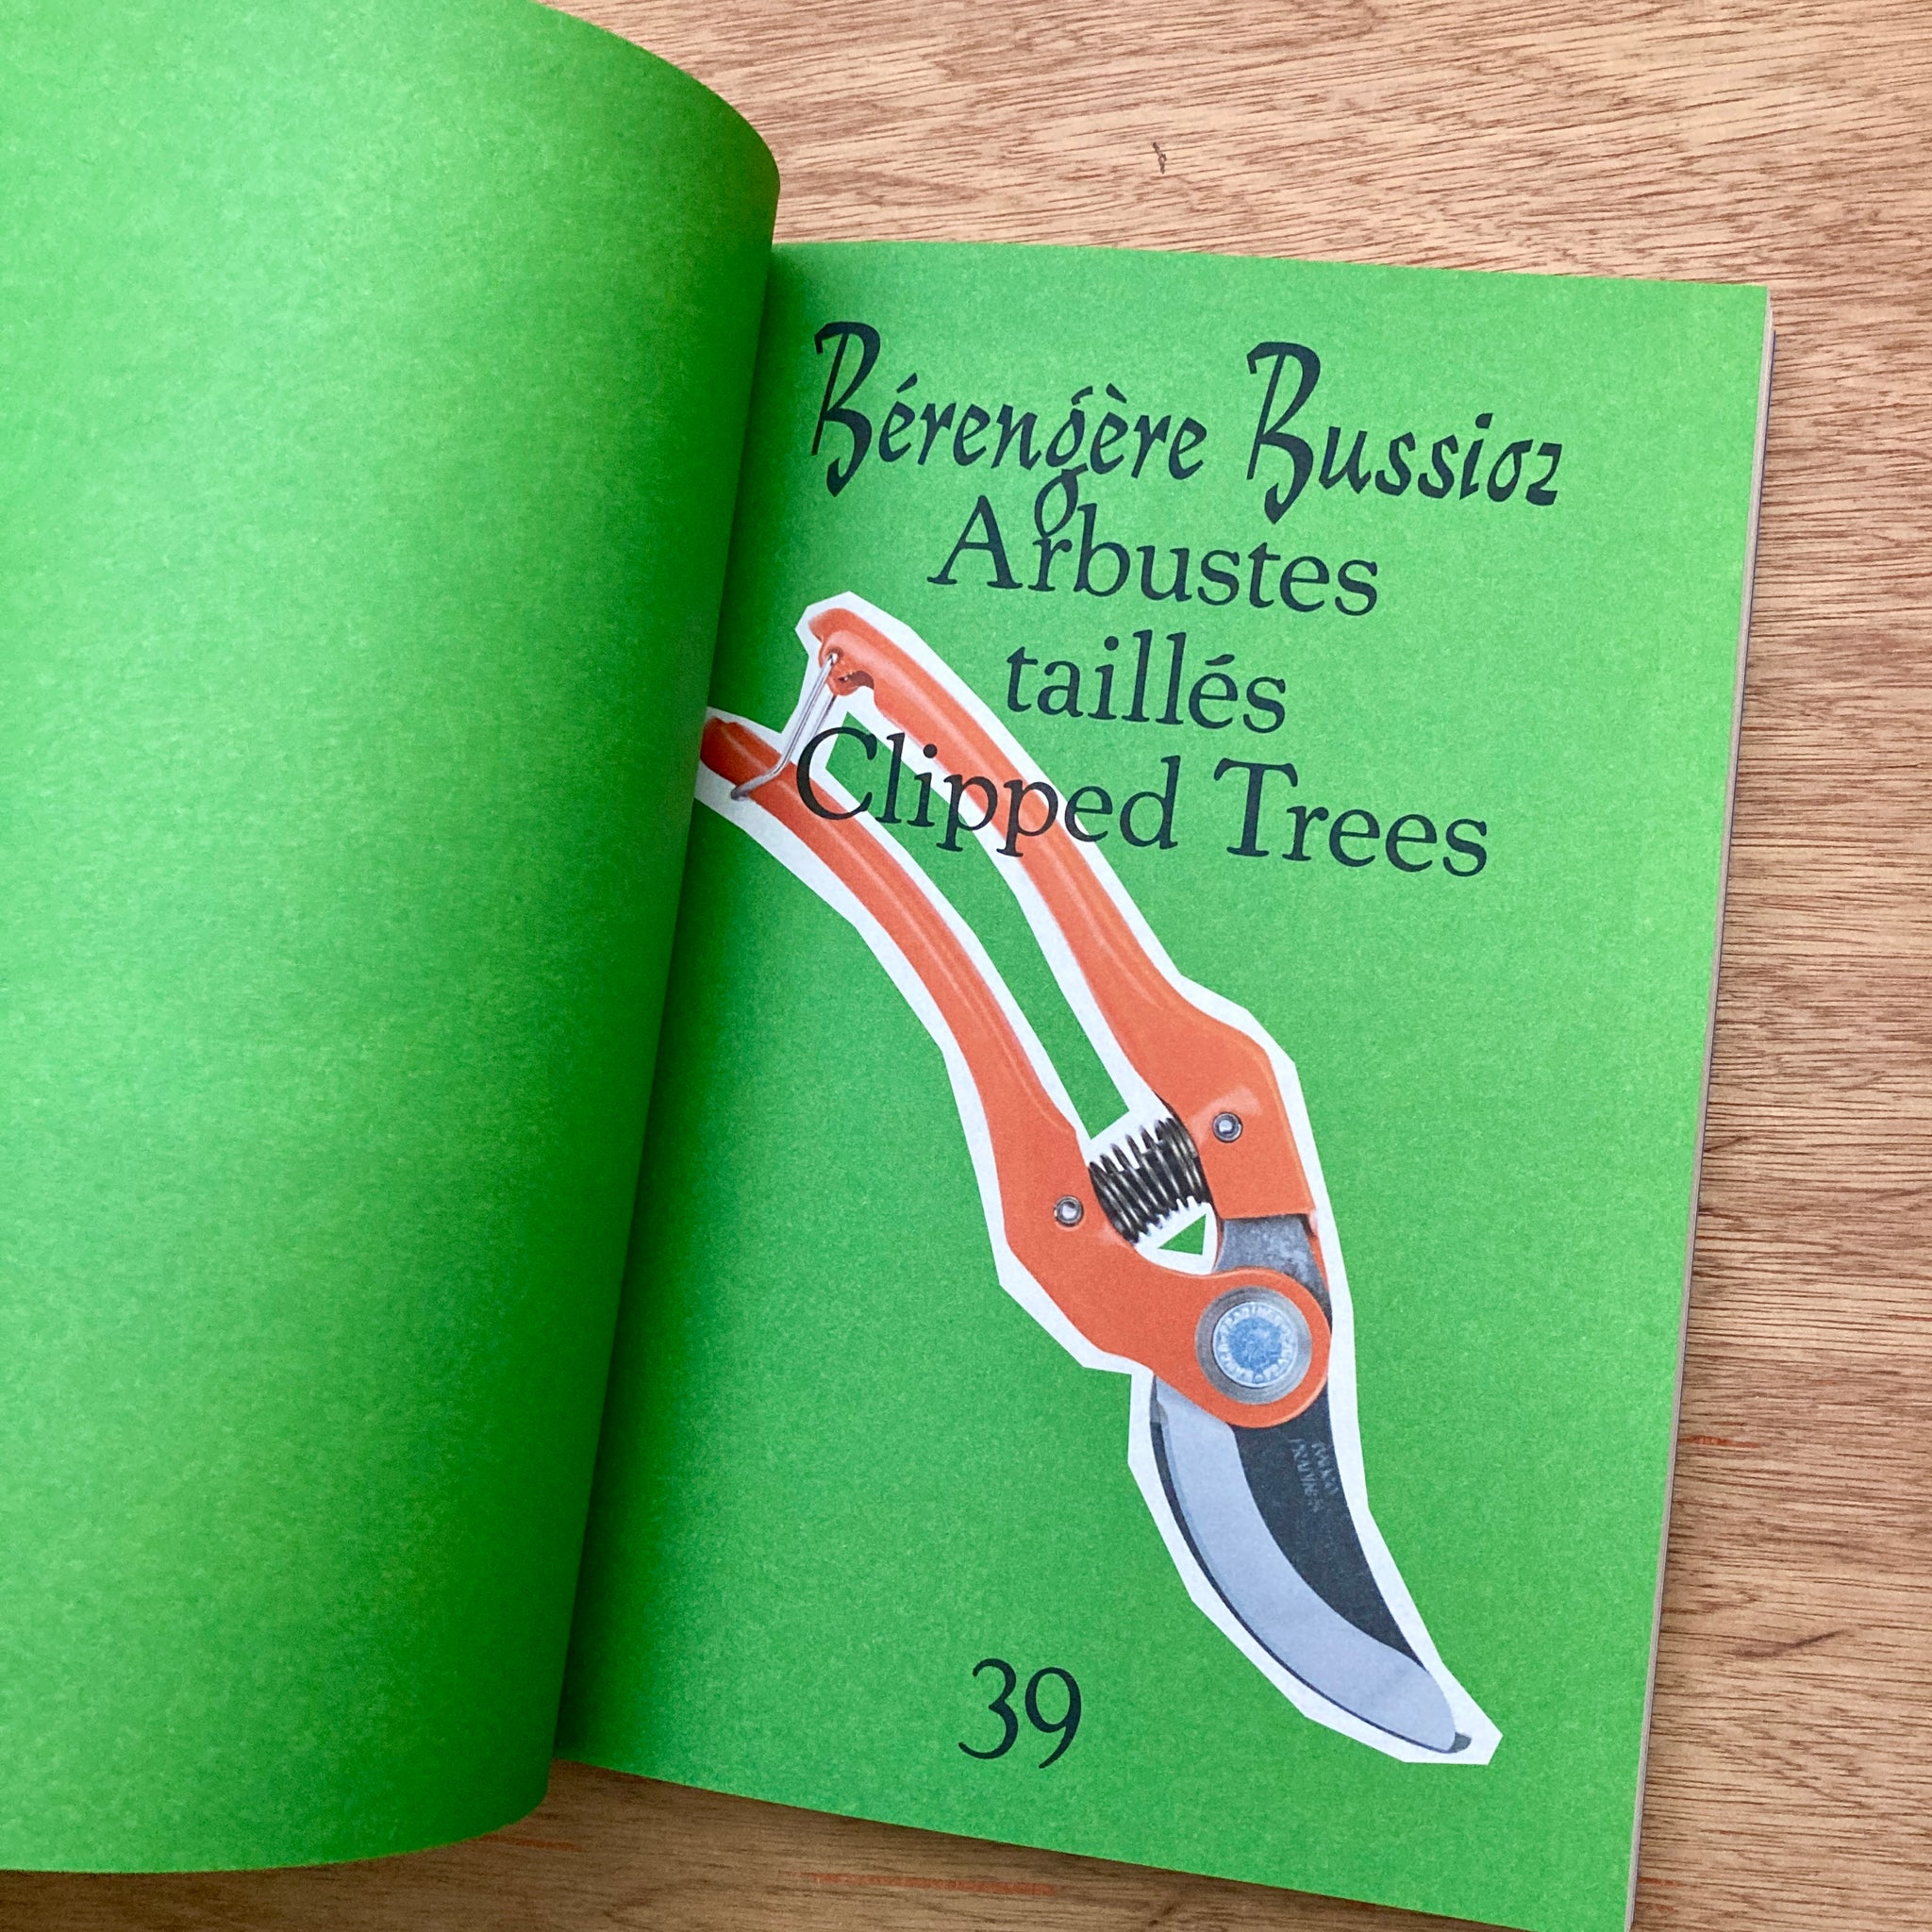 Bérengère Bussioz
Arbustes
taillés
Clipped Trees
39